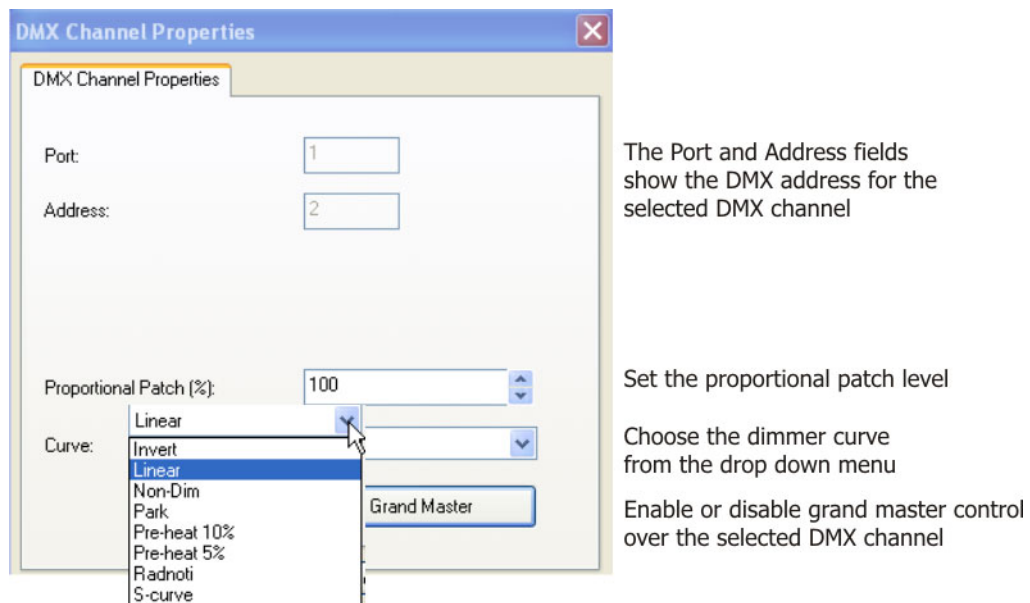 DMX Channel Properties
DMX Channel Properties
Port:
1
Address:
2
The Port and Address fields
show the DMX address for the
selected DMX channel
Proportional Patch (%):
100
Set the proportional patch level
Curve:
Linear
Invert
Linear
Non-Dim
Park
Pre-heat 10%
Pre-heat 5%
Radnoti
S-curve
Choose the dimmer curve
from the drop down menu
Grand Master
Enable or disable grand master control
over the selected DMX channel